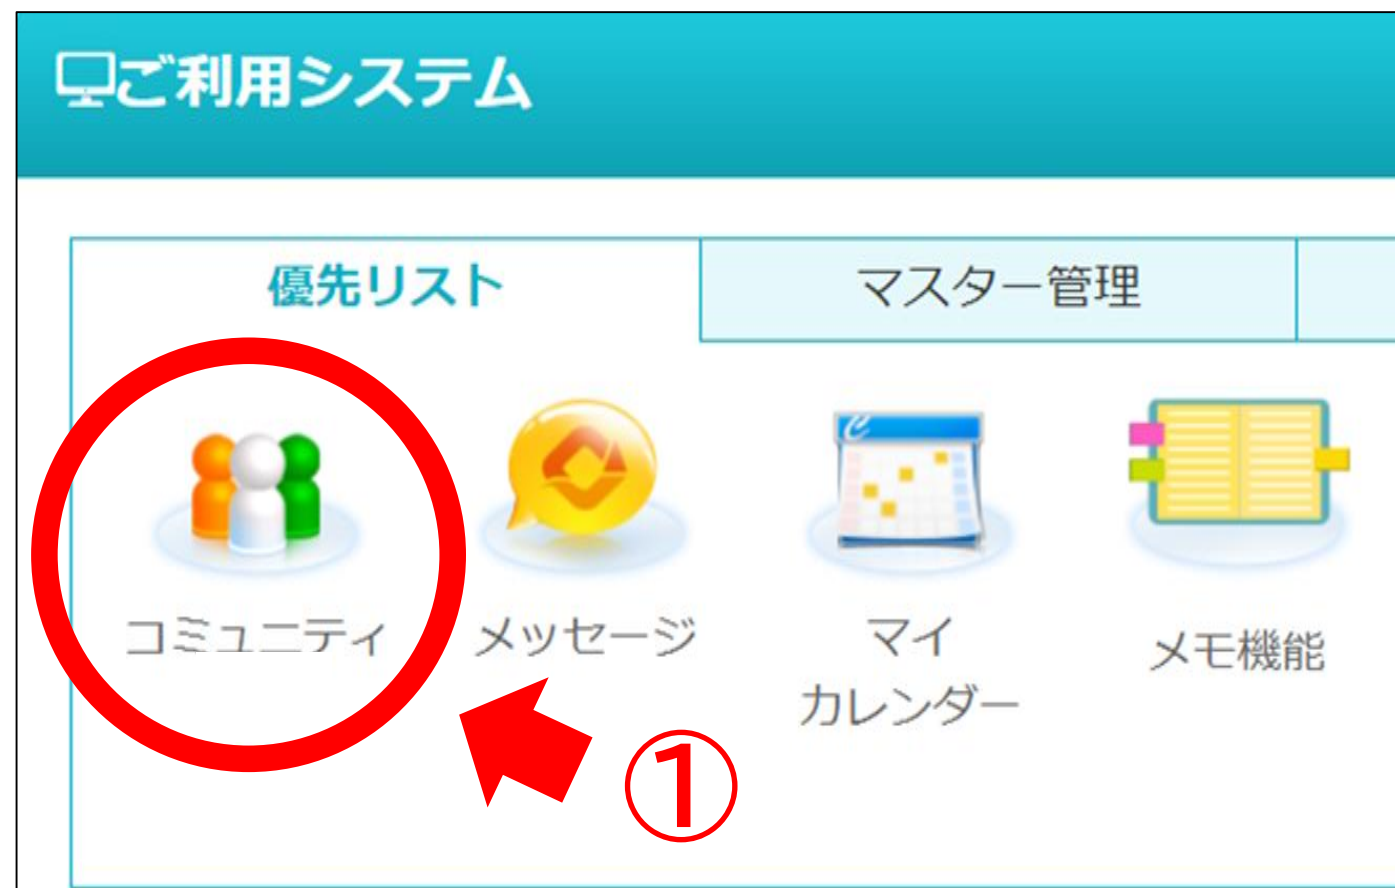 ご利用システム
優先リスト
マスター管理
コミュニティ
メッセージ
マイ
カレンダー
メモ機能
①